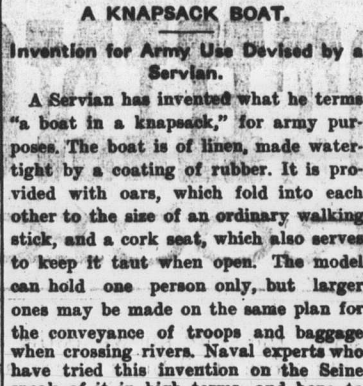 A KNAPSACK BOAT.
Invention for Army Use Devised by a
Servian.
A Servian has invented what he terms
"a boat in a knapsack," for army pur-
poses. The boat is of linen, made water-
tight by a coating of rubber. It is pro-
vided with oars, which fold into each
other to the size of an ordinary walking
stick, and a cork seat, which also serves
to keep it taut when open. The model
can hold one person only, but larger
ones may be made on the same plan for
the conveyance of troops and baggage
when crossing rivers. Naval experts who
have tried this invention on the Seine